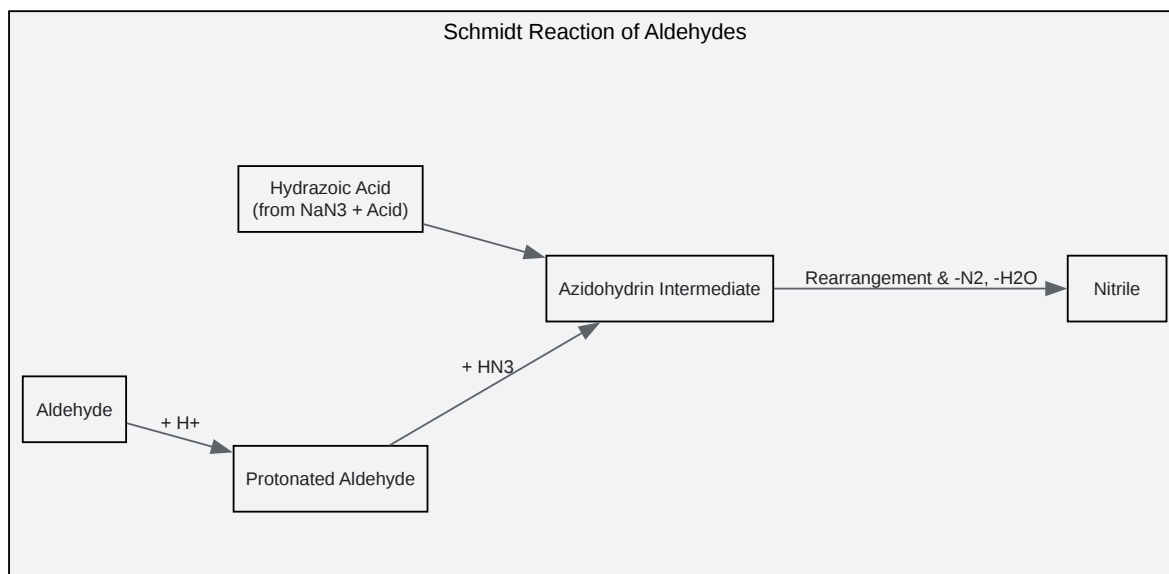 Schmidt Reaction of Aldehydes
Hydrazoic Acid
(from NaN3 + Acid)
Azidohydrin Intermediate
Rearrangement & -N2, -H2O
Nitrile
+ HN3
Aldehyde
+ H+
Protonated Aldehyde